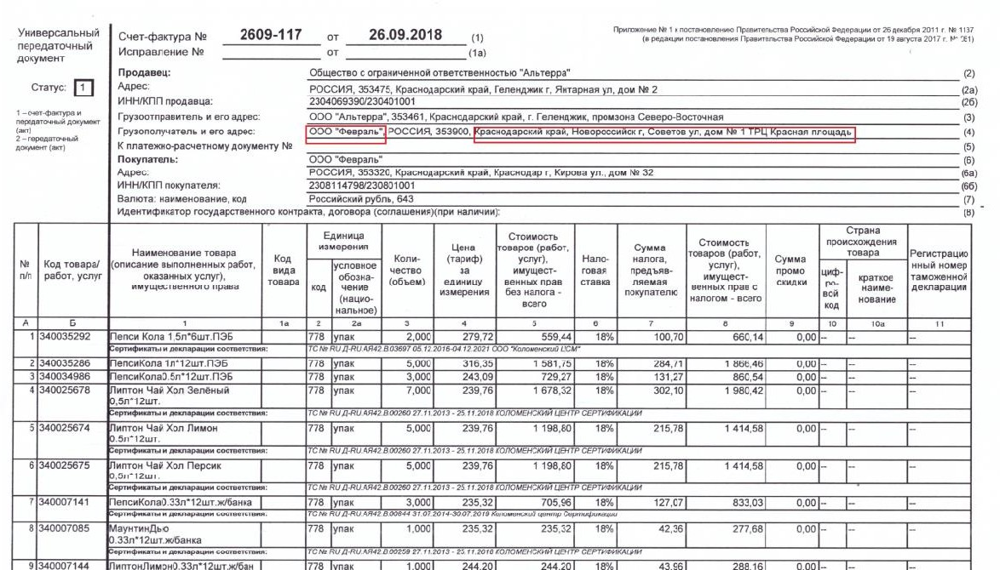 Универсальный
передаточный
документ
Статус: 1
1 – счет-фактура и
передаточный документ
(акт)
2 – передаточный
документ (акт)
Счет-фактура № 2609-117 от 26.09.2018 (1)
Исправление № от (1а)
Приложение № 1 к постановлению Правительства Российской Федерации от 26 декабря 2011 г. № 1137
(в редакции постановления Правительства Российской Федерации от 19 августа 2017 г. № 981)
Продавец: Общество с ограниченной ответственностью "Альтерра" (2)
Адрес: РОССИЯ, 353475, Краснодарский край, Геленджик г, Янтарная ул, дом № 2 (2а)
ИНН/КПП продавца: 2304069390/230401001 (2б)
Грузоотправитель и его адрес: ООО "Альтерра", 353461, Краснодарский край, г. Геленджик, промзона Северо-Восточная (3)
Грузополучатель и его адрес: ООО "Февраль", РОССИЯ, 353900, Краснодарский край, Новороссийск г, Советов ул, дом № 1 ТРЦ Красная площадь (4)
К платежно-расчетному документу № (5)
Покупатель: ООО "Февраль" (6)
Адрес: РОССИЯ, 353320, Краснодарский край, Краснодар г, Кирова ул., дом № 32 (6а)
ИНН/КПП покупателя: 2308114798/230801001 (6б)
Валюта: наименование, код Российский рубль, 643 (7)
Идентификатор государственного контракта, договора (соглашения)(при наличии): (8)
№ п/п
Код товара/ работ, услуг
Наименование товара (описание выполненных работ, оказанных услуг), имущественного права
Код вида товара
Единица измерения
код
условное обозна-чение (нацио-нальное)
Коли-чество (объем)
Цена (тариф) за единицу измерения
Стоимость товаров (работ, услуг), имущест-венных прав без налога - всего
Нало-говая ставка
Сумма налога, предъяв-ляемая покупателю
Стоимость товаров (работ, услуг), имущест-венных прав с налогом - всего
Сумма промо скидки
Страна происхождения товара
циф-ро-вой код
краткое наиме-нование
Регистрацио нный номер таможенной декларации
А Б 1 1а 2 2а 3 4 5 6 7 8 9 10 10а 11
1 340035292 Пепси Кола 1,5л*6шт.ПЭБ 778 упак 2,000 279,72 559,44 18% 100,70 660,14 0,00 -- -- --
Сертификаты и декларации соответствия: ТС № RU Д-RU.АЯ42.В.03697 05.12.2016-04.12.2021 ООО "Коломенский ЦСМ"
2 340035286 ПепсиКола 1л*12шт.ПЭБ 778 упак 5,000 316,35 1 581,75 18% 284,71 1 866,46 0,00 -- -- --
3 340034986 ПепсиКола0.5л*12шт.ПЭБ 778 упак 3,000 243,09 729,27 18% 131,27 860,54 0,00 -- -- --
4 340025678 Липтон Чай Хол Зелёный 778 упак 7,000 239,76 1 678,32 18% 302,10 1 980,42 0,00 -- -- --
0,5л*12шт.
Сертификаты и декларации соответствия: ТС № RU Д-RU.АЯ42.В.00260 27.11.2013 - 25.11.2018 КОЛОМЕНСКИЙ ЦЕНТР СЕРТИФИКАЦИИ
5 340025674 Липтон Чай Хол Лимон 778 упак 5,000 239,76 1 198,80 18% 215,78 1 414,58 0,00 -- -- --
0.5л*12шт.
Сертификаты и декларации соответствия: ТС № RU Д-RU.АЯ42.В.00260 27.11.2013 - 25.11.2018 КОЛОМЕНСКИЙ ЦЕНТР СЕРТИФИКАЦИИ
6 340025675 Липтон Чай Хол Персик 778 упак 5,000 239,76 1 198,80 18% 215,78 1 414,58 0,00 -- -- --
0,5л*12шт.
Сертификаты и декларации соответствия: ТС № RU Д-RU.АЯ42.В.00260 27.11.2013 - 25.11.2018 КОЛОМЕНСКИЙ ЦЕНТР СЕРТИФИКАЦИИ
7 340007141 ПепсиКола0.33л*12шт.ж/банка 778 упак 3,000 235,32 705,96 18% 127,07 833,03 0,00 -- -- --
Сертификаты и декларации соответствия: ТС № RU Д-RU.АЯ42.В.00844 31.07.2014-30.07.2019 Коломенский центр Сертификации
8 340007085 МаунтинДью 778 упак 1,000 235,32 235,32 18% 42,36 277,68 0,00 -- -- --
0.33л*12шт.ж/банка
Сертификаты и декларации соответствия: ТС № RU Д-RU.АЯ42.В.00259 27.11.2013 - 25.11.2018 КОЛОМЕНСКИЙ ЦЕНТР СЕРТИФИКАЦИИ
9 340007144 ЛиптонЛимон0.33л*12шт.ж/бан 778 упак 1,000 244,20 244,20 18% 43,96 288,16 0,00 -- -- --